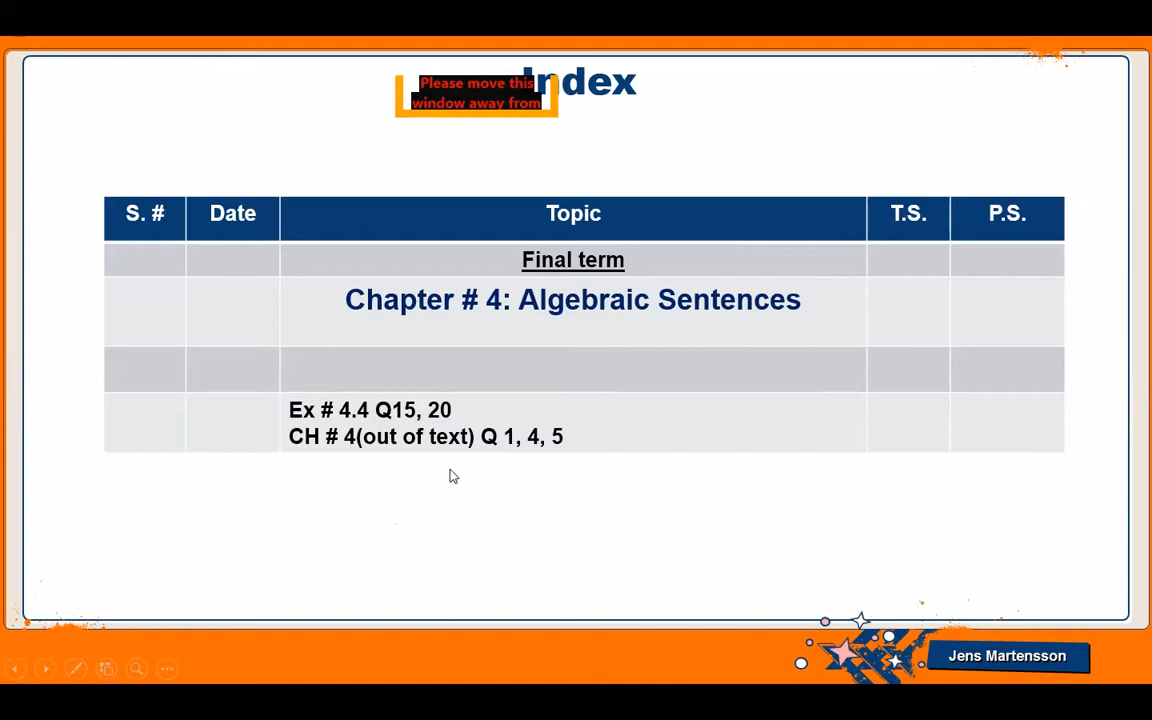 Index
Please move this
window away from
S. # Date Topic T.S. P.S.
Final term
Chapter # 4: Algebraic Sentences
Ex # 4.4 Q15, 20
CH # 4(out of text) Q 1, 4, 5
Jens Martensson